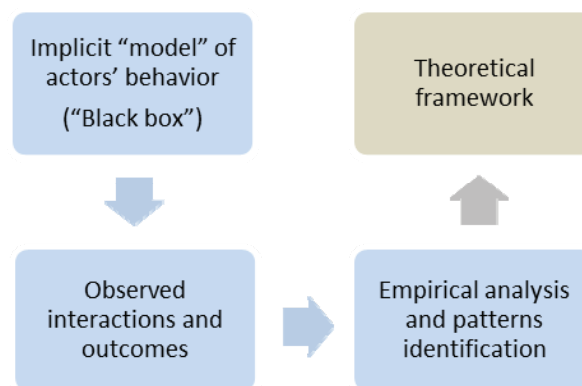 Implicit “model” of
actors’ behavior
(“Black box”)
Theoretical
framework
Observed
interactions and
outcomes
Empirical analysis
and patterns
identification